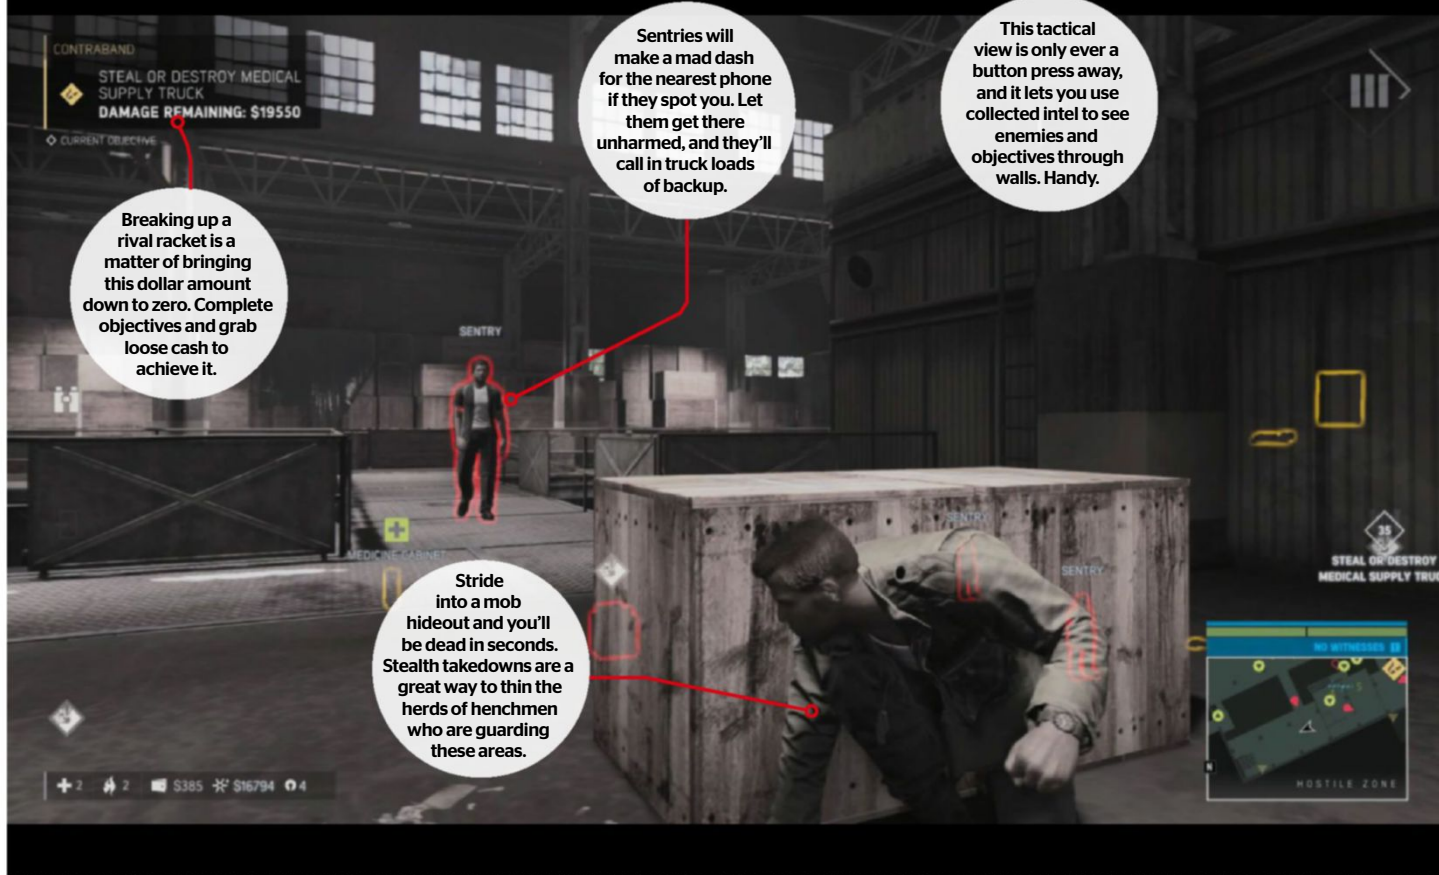 CONTRABAND
STEAL OR DESTROY MEDICAL
SUPPLY TRUCK
DAMAGE REMAINING: $19550
CURRENT OBJECTIVE
Breaking up a
rival racket is a
matter of bringing
this dollar amount
down to zero. Complete
objectives and grab
loose cash to
achieve it.
Sentries will
make a mad dash
for the nearest phone
if they spot you. Let
them get there
unharmed, and they'll
call in truck loads
of backup.
This tactical
view is only ever a
button press away,
and it lets you use
collected intel to see
enemies and
objectives through
walls. Handy.
SENTRY
MEDICINE CABINET
Stride
into a mob
hideout and you'll
be dead in seconds.
Stealth takedowns are a
great way to thin the
herds of henchmen
who are guarding
these areas.
SENTRY
SENTRY
35
STEAL OR DESTROY
MEDICAL SUPPLY
NO WITNESSES
N
HOSTILE ZONE
2 2 $385 $16794 4